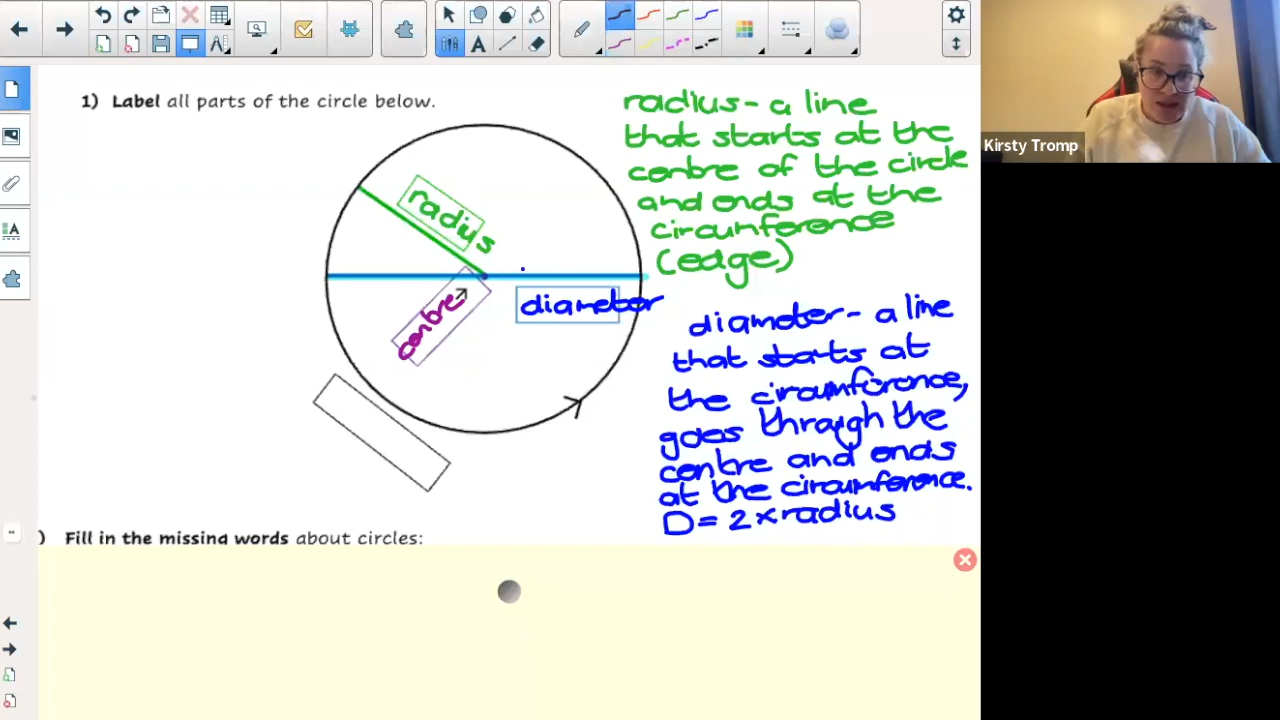 1) Label all parts of the circle below.
radius
centre
diameter
radius - a line
that starts at the
centre of the circle
and ends at the
circumference
(edge)
diameter - a line
that starts at
the circumference,
goes through the
centre and ends
at the circumference.
D = 2 x radius
) Fill in the missing words about circles:
Kirsty Tromp